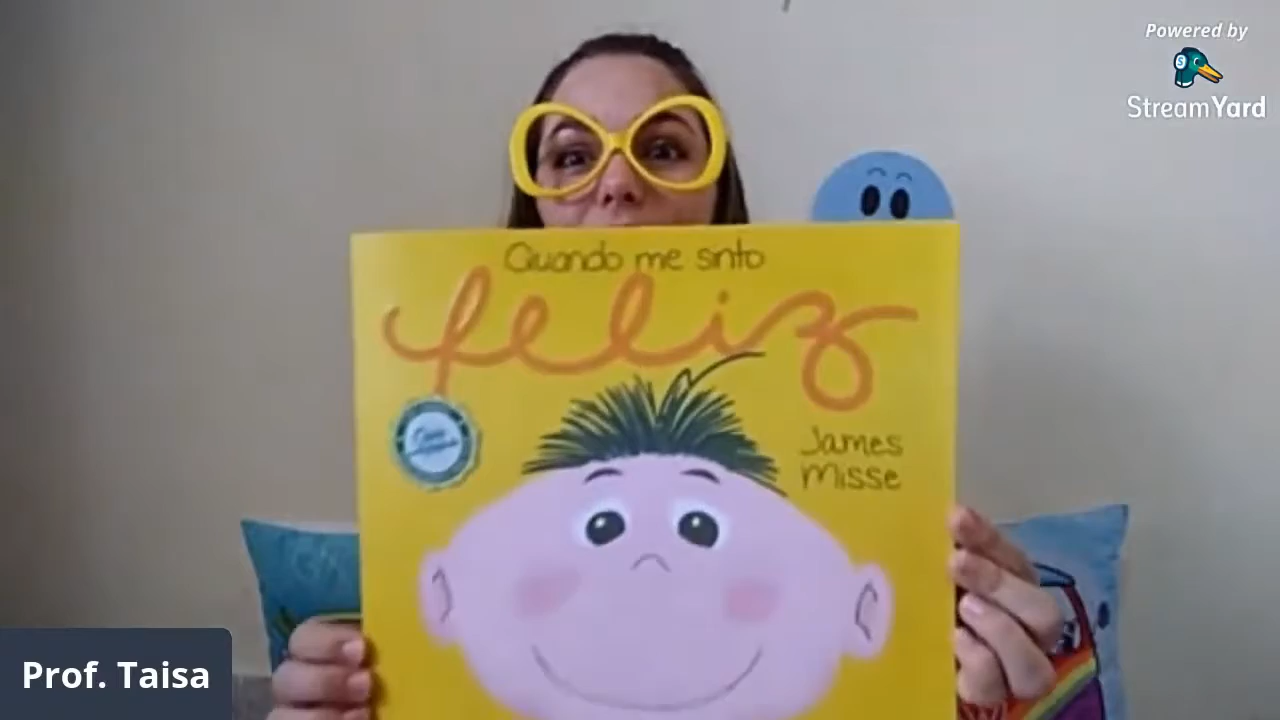 Powered by
StreamYard
Quando me sinto
feliz
James
Misse
Prof. Taisa